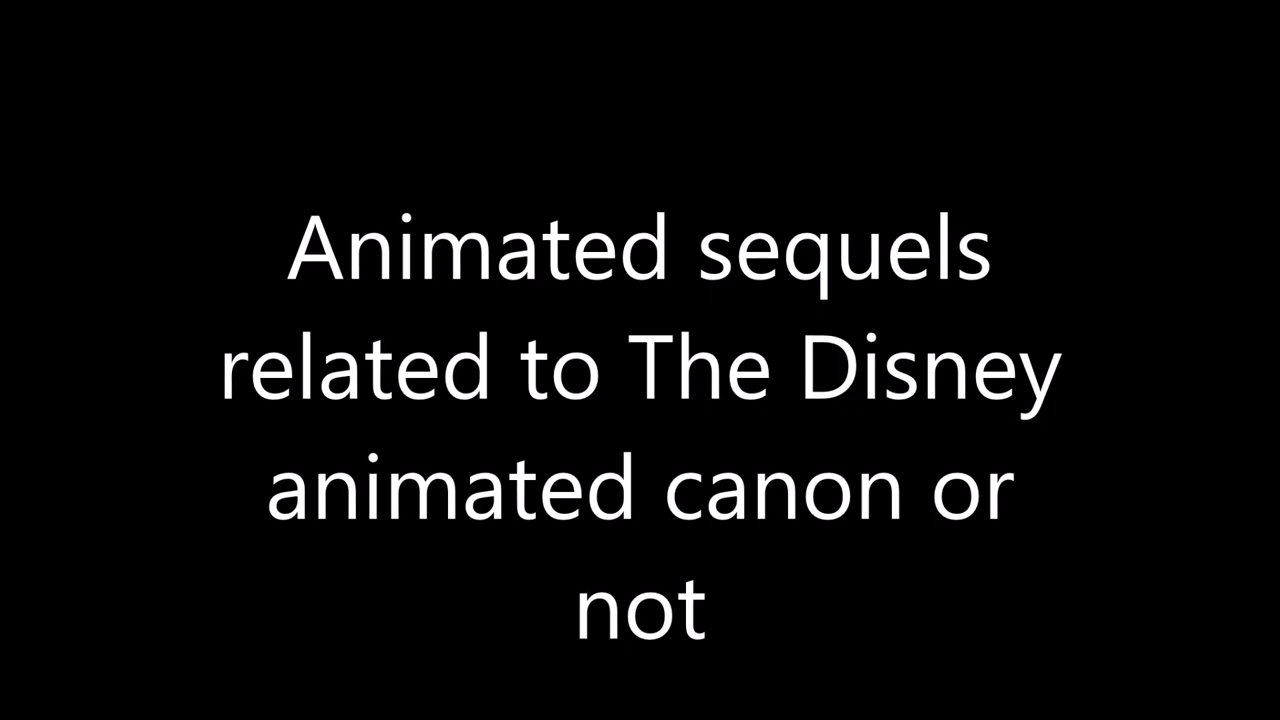 Animated sequels
related to The Disney
animated canon or
not